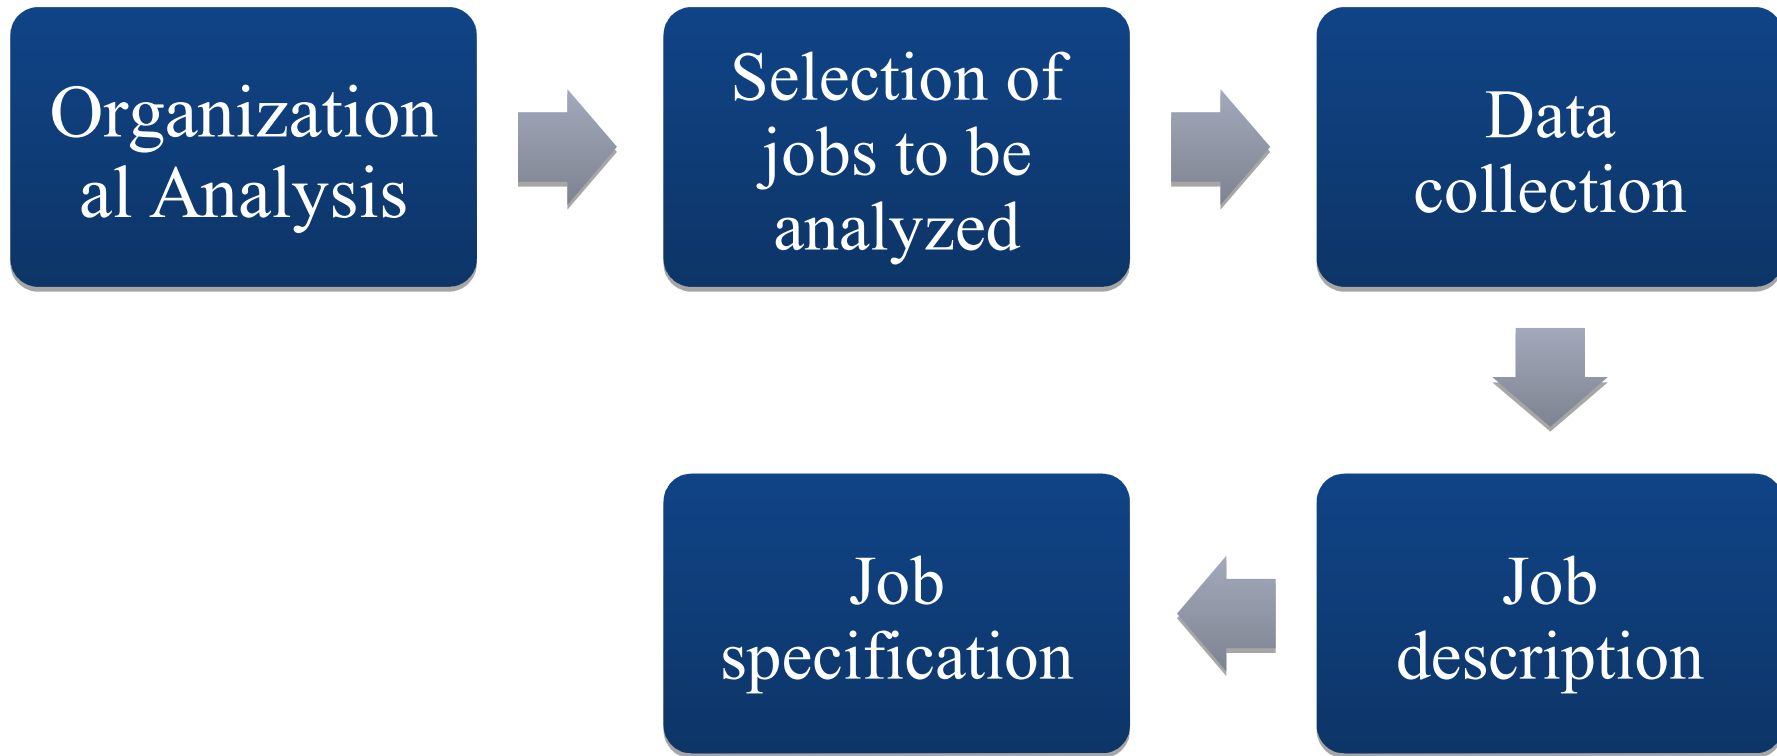 Organization
al Analysis
Selection of
jobs to be
analyzed
Data
collection
Job
description
Job
specification